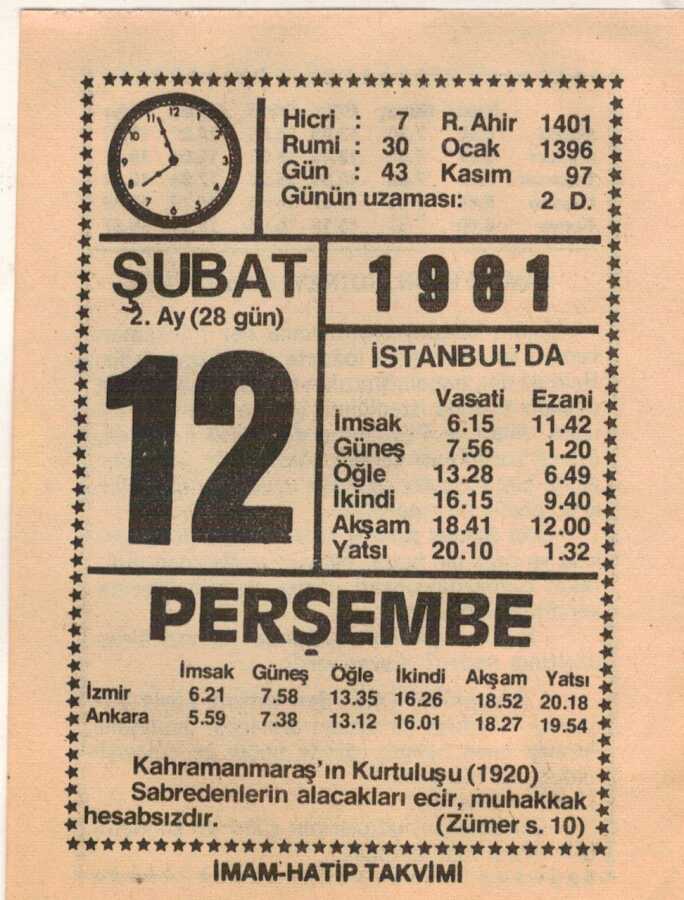 Hicri : 7 R. Ahir 1401
Rumi : 30 Ocak 1396
Gün : 43 Kasım 97
Günün uzaması: 2 D.
ŞUBAT
2. Ay (28 gün)
12
1981
İSTANBUL'DA
Vasati Ezani
İmsak 6.15 11.42
Güneş 7.56 1.20
Öğle 13.28 6.49
İkindi 16.15 9.40
Akşam 18.41 12.00
Yatsı 20.10 1.32
PERŞEMBE
İmsak Güneş Öğle İkindi Akşam Yatsı
İzmir 6.21 7.58 13.35 16.26 18.52 20.18
Ankara 5.59 7.38 13.12 16.01 18.27 19.54
Kahramanmaraş'ın Kurtuluşu (1920)
Sabredenlerin alacakları ecir, muhakkak
hesabsızdır. (Zümer s. 10)
İMAM-HATİP TAKVİMİ